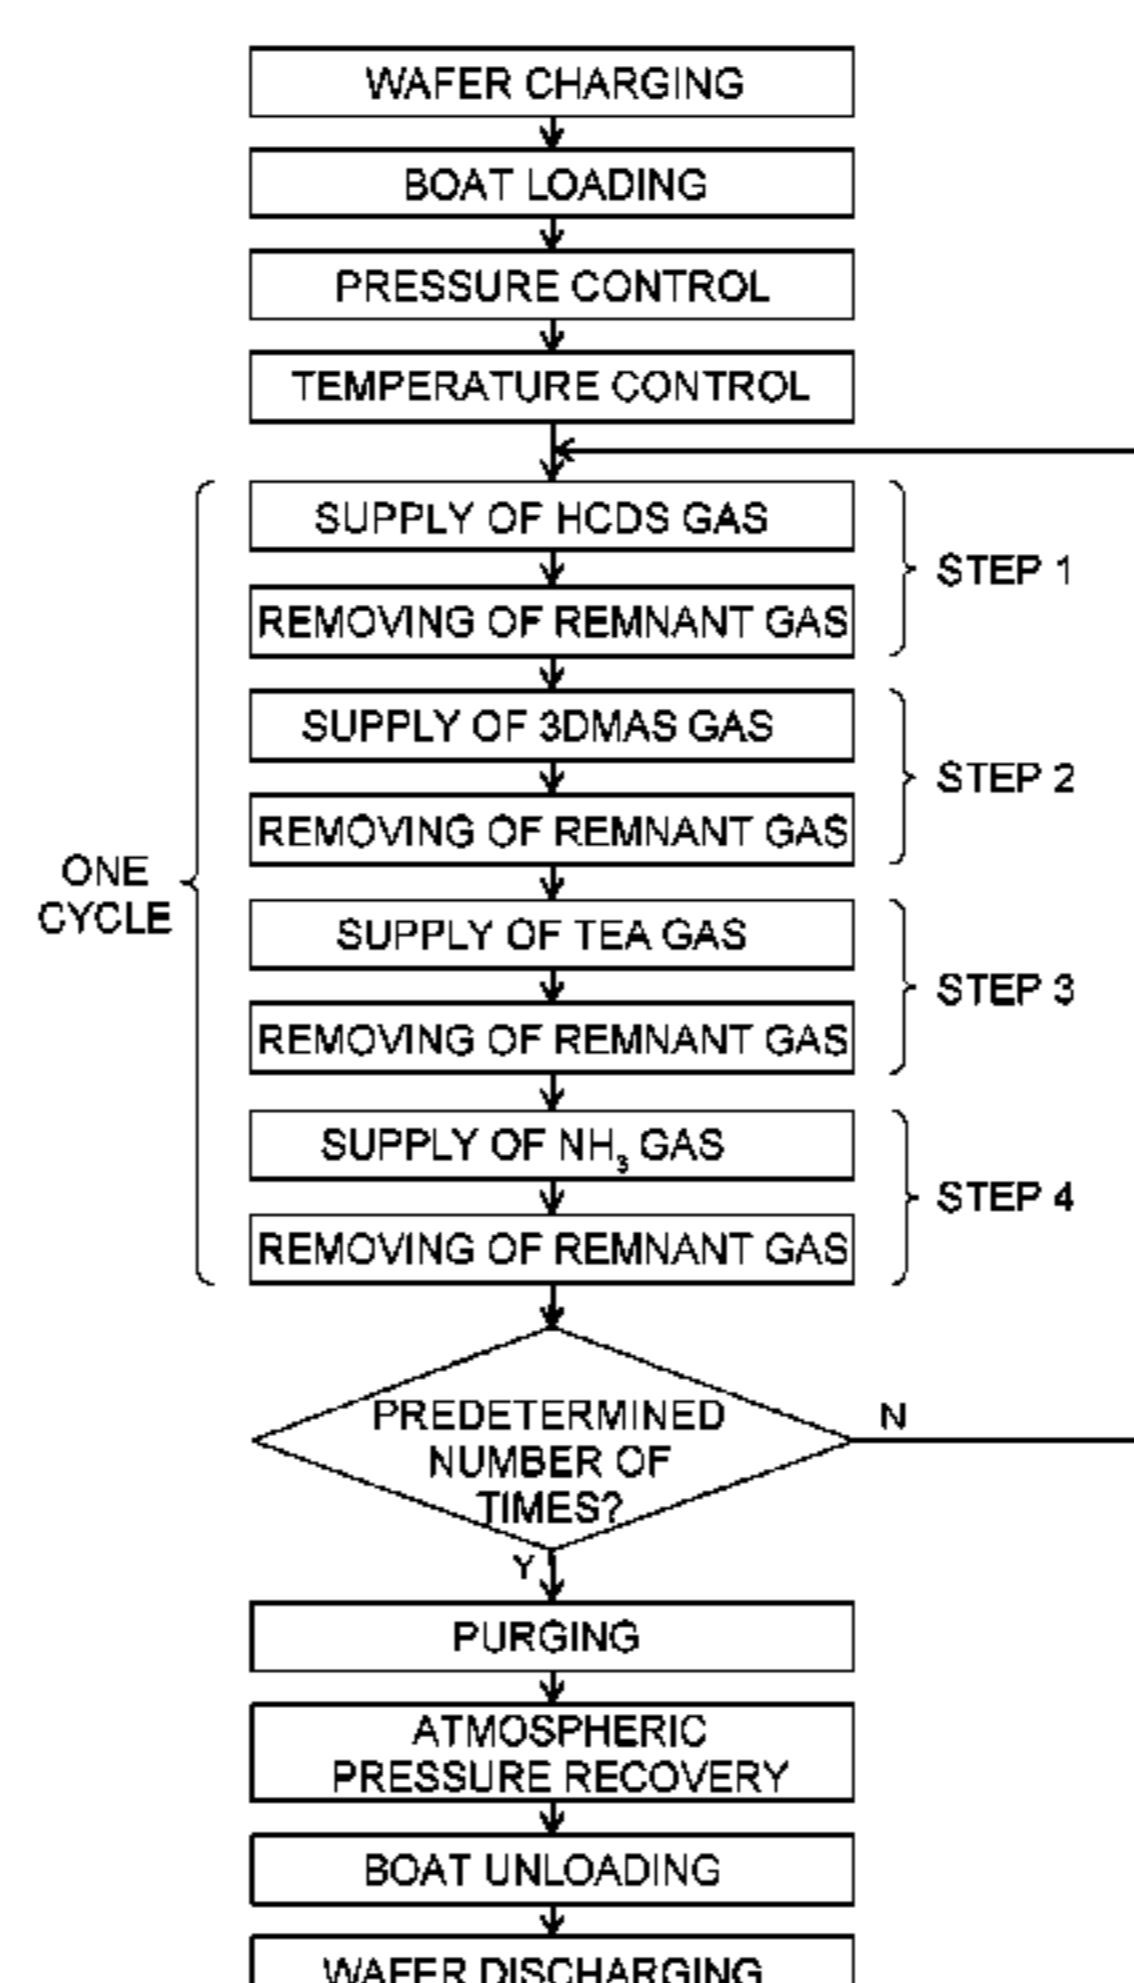 WAFER CHARGING
BOAT LOADING
PRESSURE CONTROL
TEMPERATURE CONTROL
SUPPLY OF HCDS GAS
REMOVING OF REMNANT GAS
STEP 1
SUPPLY OF 3DMAS GAS
REMOVING OF REMNANT GAS
STEP 2
ONE
CYCLE
SUPPLY OF TEA GAS
REMOVING OF REMNANT GAS
STEP 3
SUPPLY OF NH₃ GAS
REMOVING OF REMNANT GAS
STEP 4
PREDETERMINED
NUMBER OF
TIMES?
N
Y
PURGING
ATMOSPHERIC
PRESSURE RECOVERY
BOAT UNLOADING
WAFER DISCHARGING